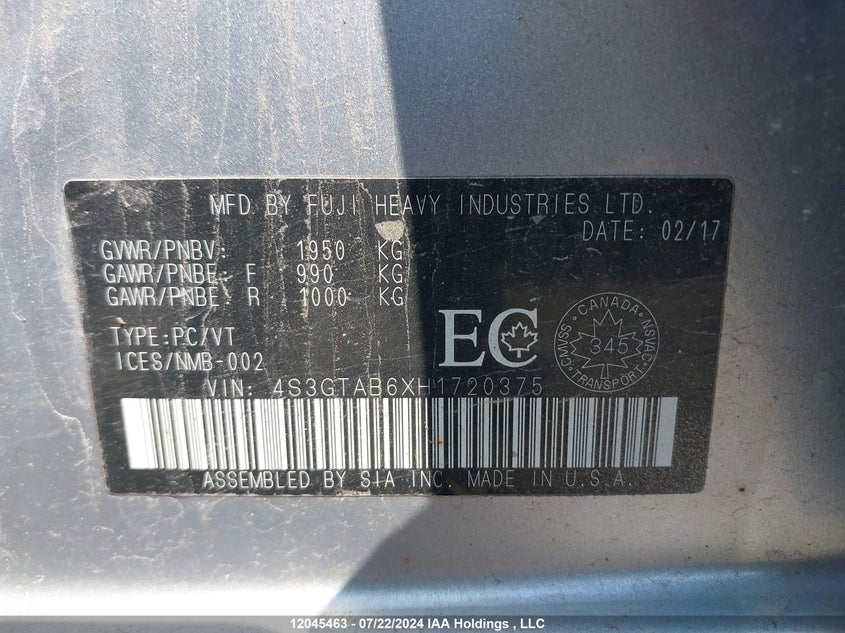 MFD BY FUJI HEAVY INDUSTRIES LTD.
DATE: 02/17
GVWR/PNBV: 1950 KG
GAWR/PNBE: F 990 KG
GAWR/PNBE: R 1000 KG
TYPE:PC/VT
ICES/NMB-002
EC
CANADA
CMVSS NSVAC
345
TRANSPORT
VIN: 4S3GTAB6XH1720375
ASSEMBLED BY SIA INC. MADE IN U.S.A.
12045463 - 07/22/2024 IAA Holdings , LLC